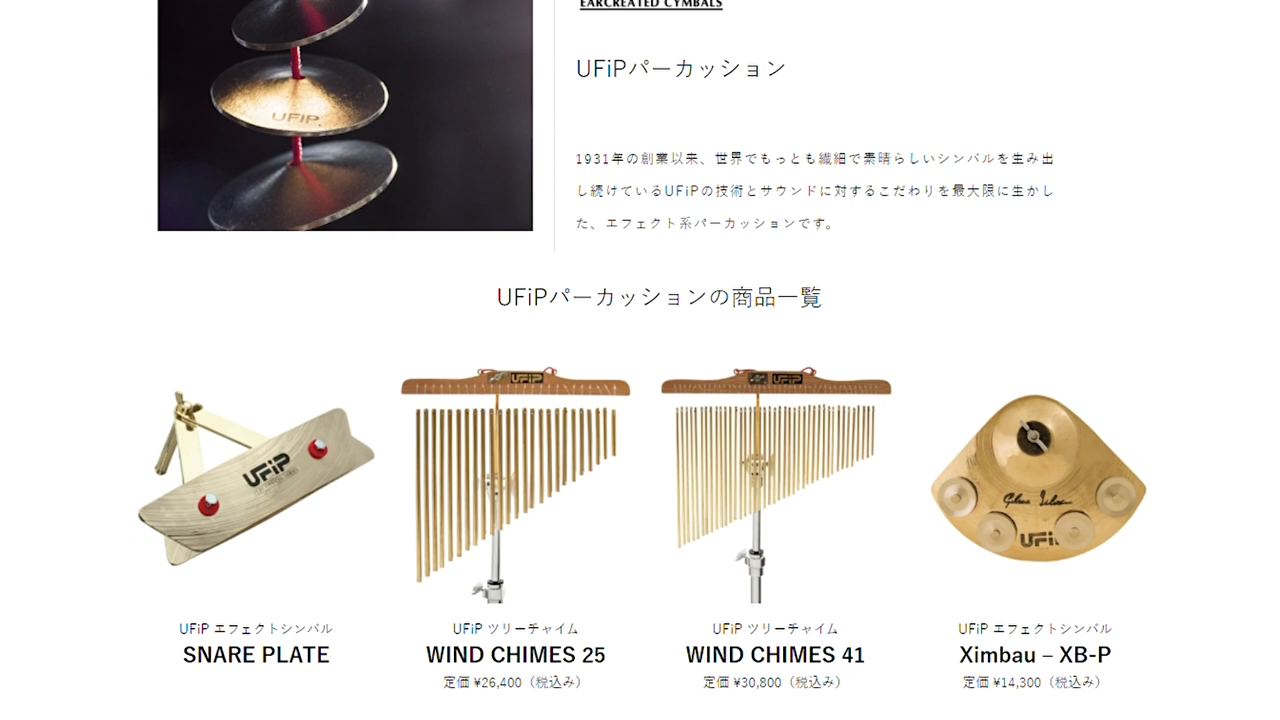 EARCREATED CYMBALS
UFiP
UFiPパーカッション
1931年の創業以来、世界でもっとも繊細で素晴らしいシンバルを生み出
し続けているUFiPの技術とサウンドに対するこだわりを最大限に生かし
た、エフェクト系パーカッションです。
UFiPパーカッションの商品一覧
UFiP
UFiP
UFiP
UFiP
UFiP エフェクトシンバル
SNARE PLATE
UFiP ツリーチャイム
WIND CHIMES 25
定価 ¥26,400（税込み）
UFiP ツリーチャイム
WIND CHIMES 41
定価 ¥30,800（税込み）
UFiP エフェクトシンバル
Ximbau – XB-P
定価 ¥14,300（税込み）